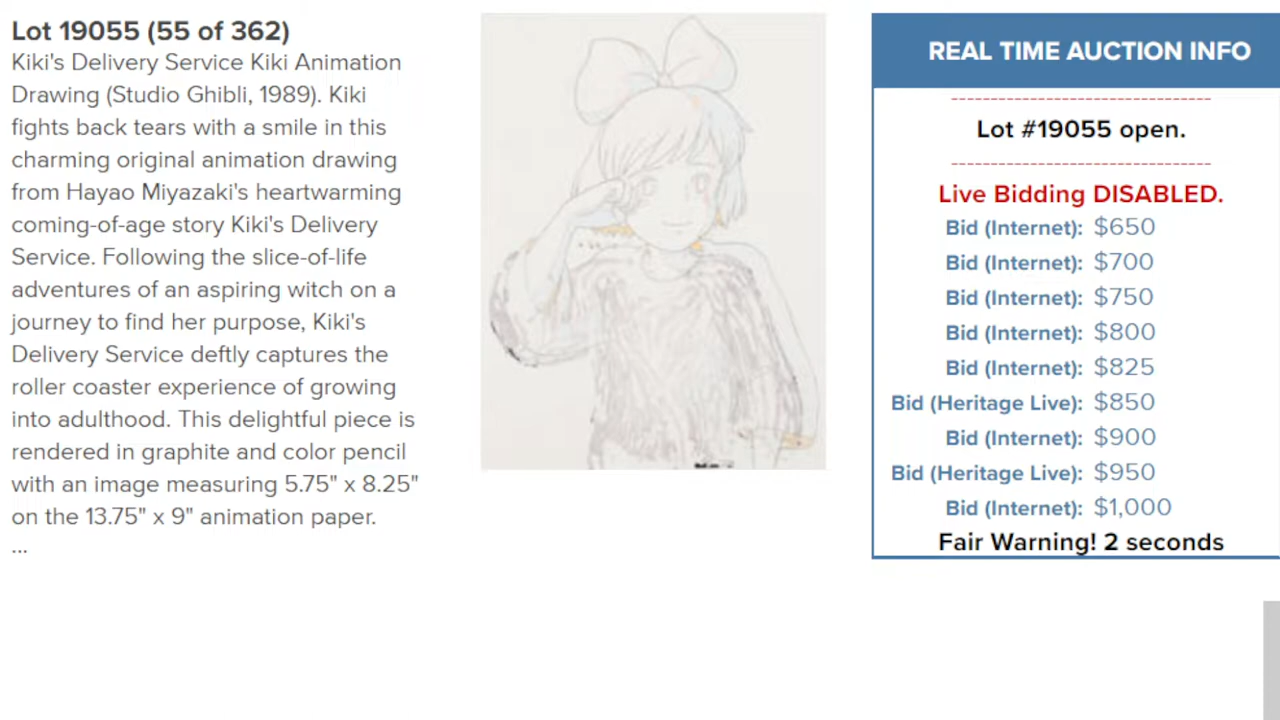 Lot 19055 (55 of 362)
Kiki's Delivery Service Kiki Animation
Drawing (Studio Ghibli, 1989). Kiki
fights back tears with a smile in this
charming original animation drawing
from Hayao Miyazaki's heartwarming
coming-of-age story Kiki's Delivery
Service. Following the slice-of-life
adventures of an aspiring witch on a
journey to find her purpose, Kiki's
Delivery Service deftly captures the
roller coaster experience of growing
into adulthood. This delightful piece is
rendered in graphite and color pencil
with an image measuring 5.75" x 8.25"
on the 13.75" x 9" animation paper.
...
REAL TIME AUCTION INFO
-------------------------------
Lot #19055 open.
-------------------------------
Live Bidding DISABLED.
Bid (Internet): $650
Bid (Internet): $700
Bid (Internet): $750
Bid (Internet): $800
Bid (Internet): $825
Bid (Heritage Live): $850
Bid (Internet): $900
Bid (Heritage Live): $950
Bid (Internet): $1,000
Fair Warning! 2 seconds